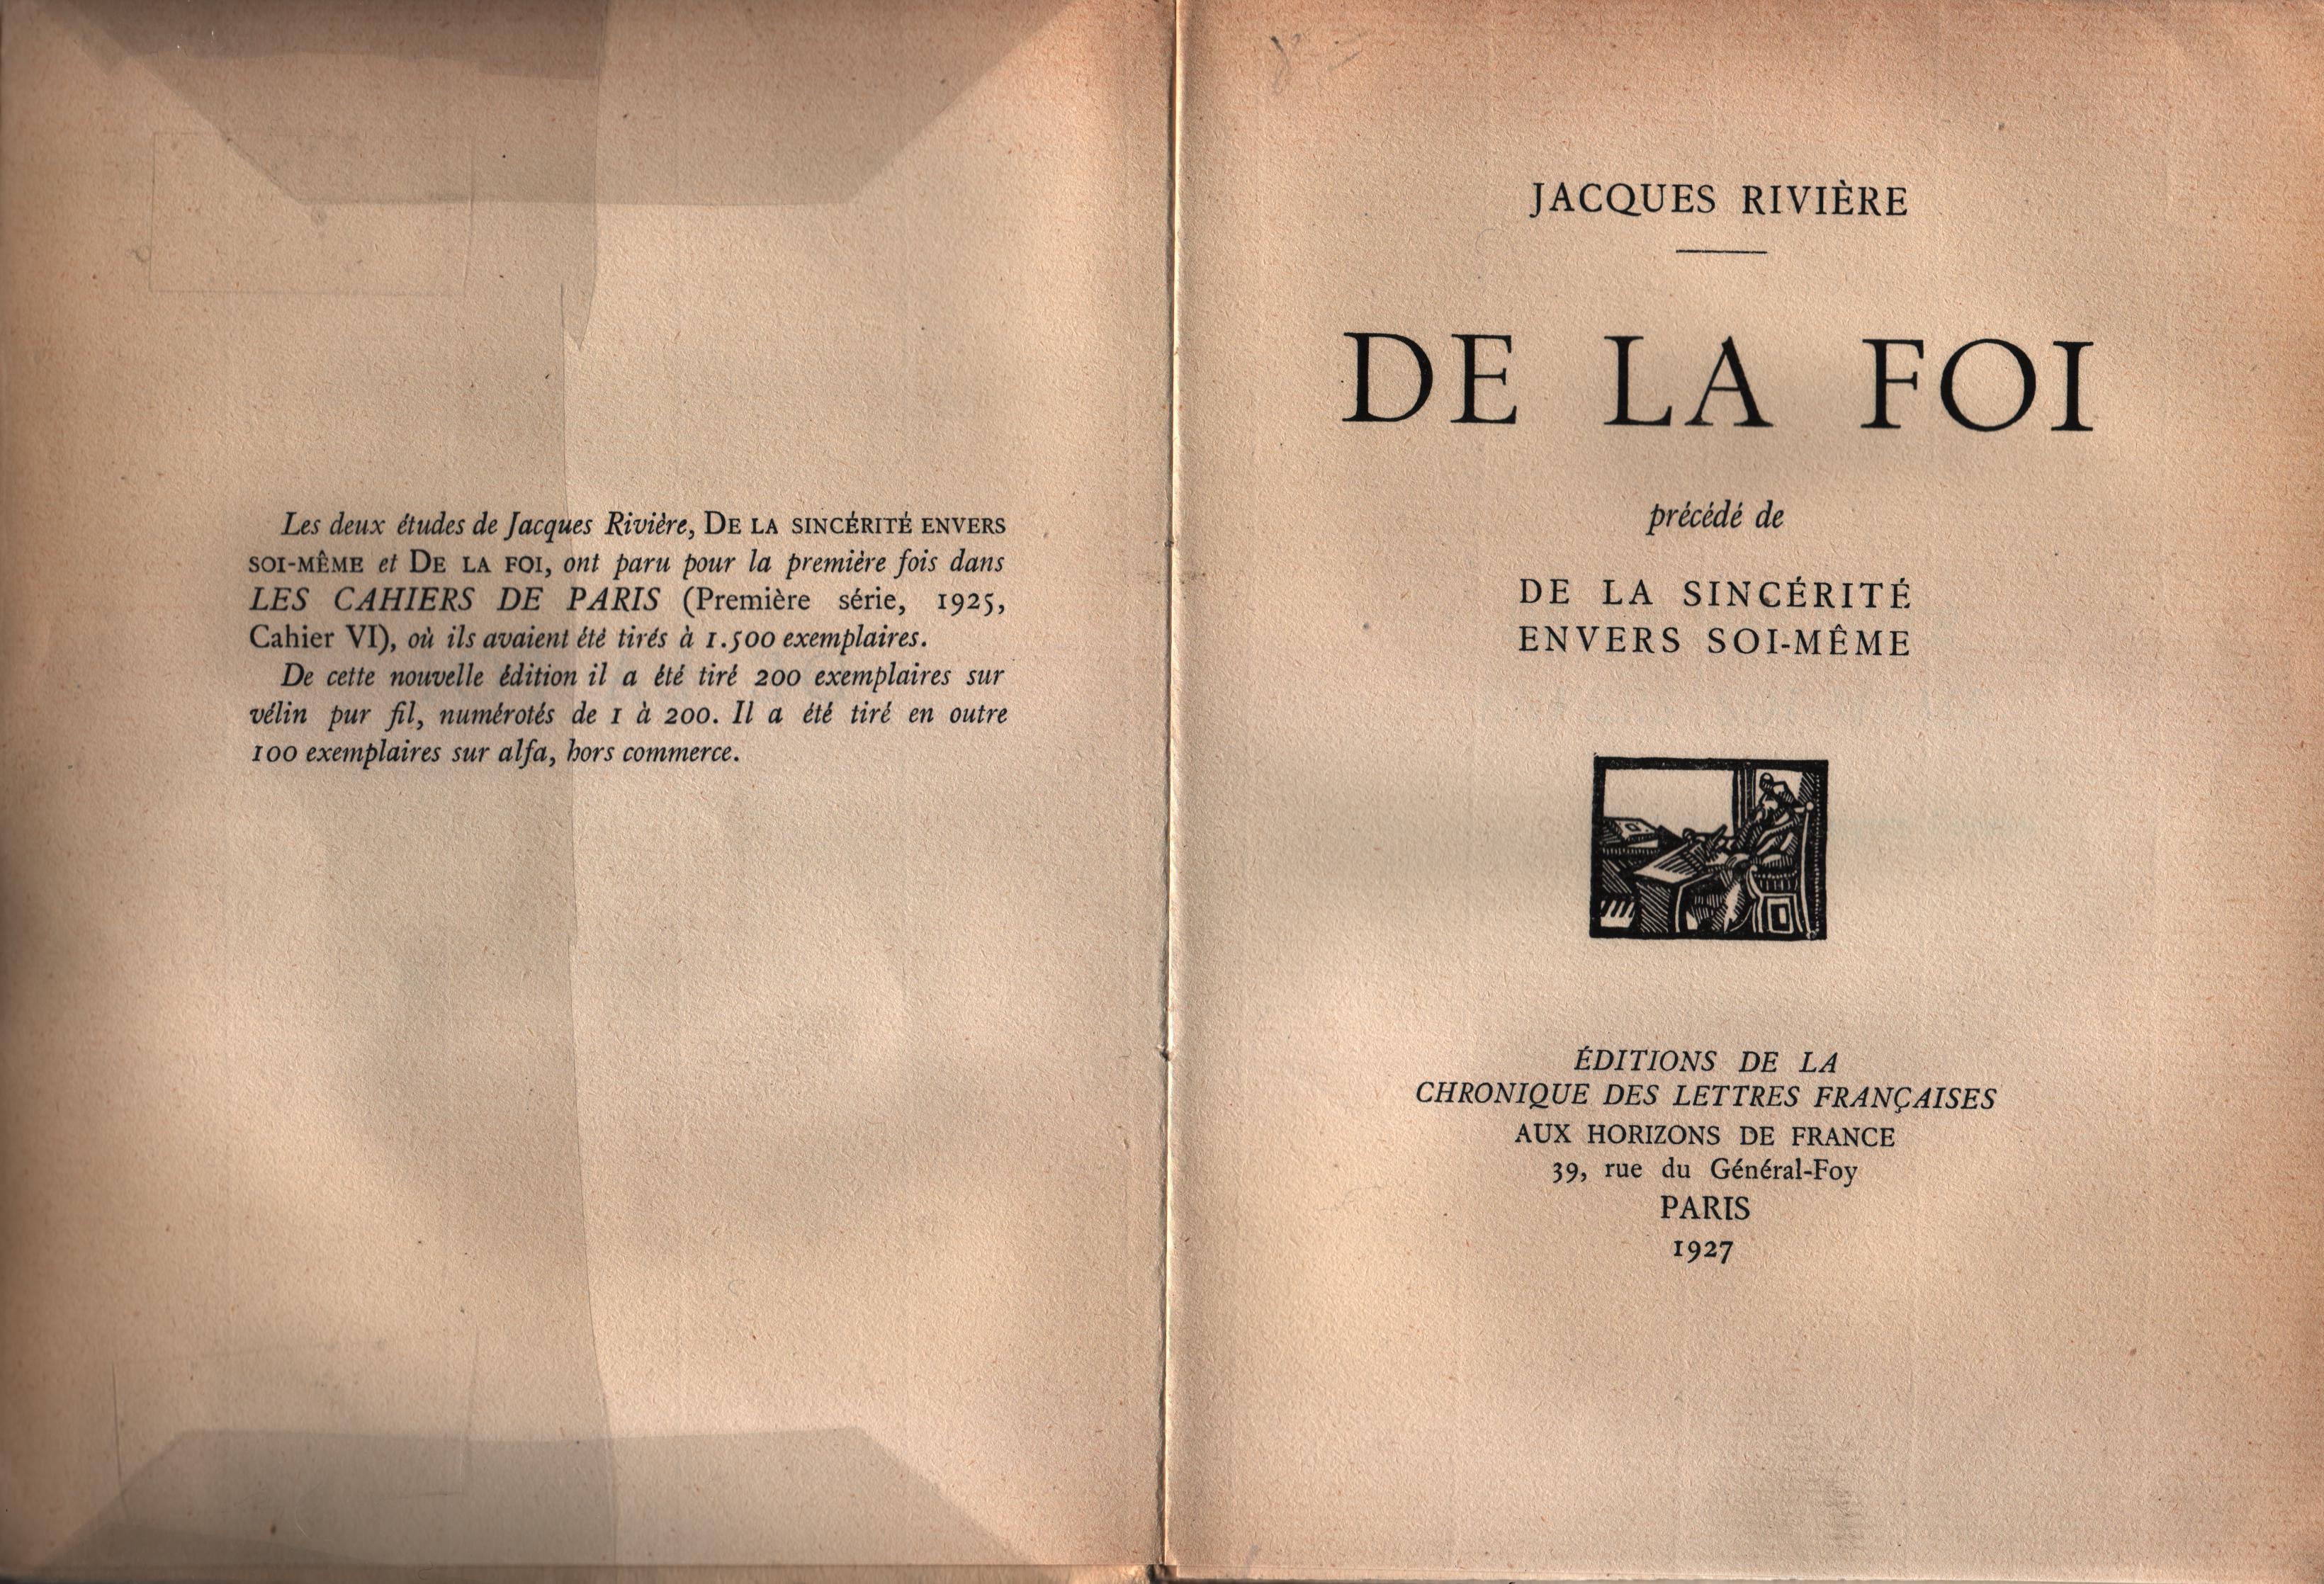 Les deux études de Jacques Rivière, DE LA SINCÉRITÉ ENVERS
SOI-MÊME et DE LA FOI, ont paru pour la première fois dans
LES CAHIERS DE PARIS (Première série, 1925,
Cahier VI), où ils avaient été tirés à 1.500 exemplaires.
De cette nouvelle édition il a été tiré 200 exemplaires sur
vélin pur fil, numérotés de 1 à 200. Il a été tiré en outre
100 exemplaires sur alfa, hors commerce.
JACQUES RIVIÈRE
DE LA FOI
précédé de
DE LA SINCÉRITÉ
ENVERS SOI-MÊME
ÉDITIONS DE LA
CHRONIQUE DES LETTRES FRANÇAISES
AUX HORIZONS DE FRANCE
39, rue du Général-Foy
PARIS
1927